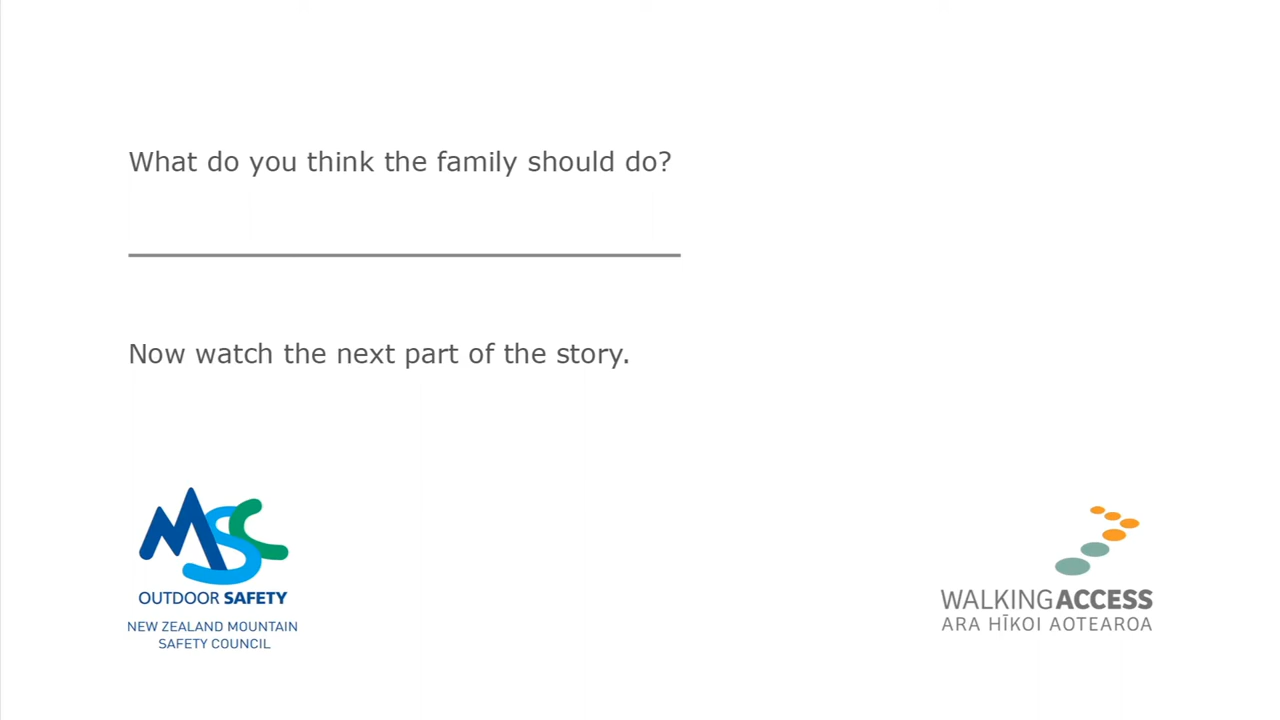 What do you think the family should do?
Now watch the next part of the story.
MSC
OUTDOOR SAFETY
NEW ZEALAND MOUNTAIN
SAFETY COUNCIL
WALKINGACCESS
ARA HĪKOI AOTEAROA